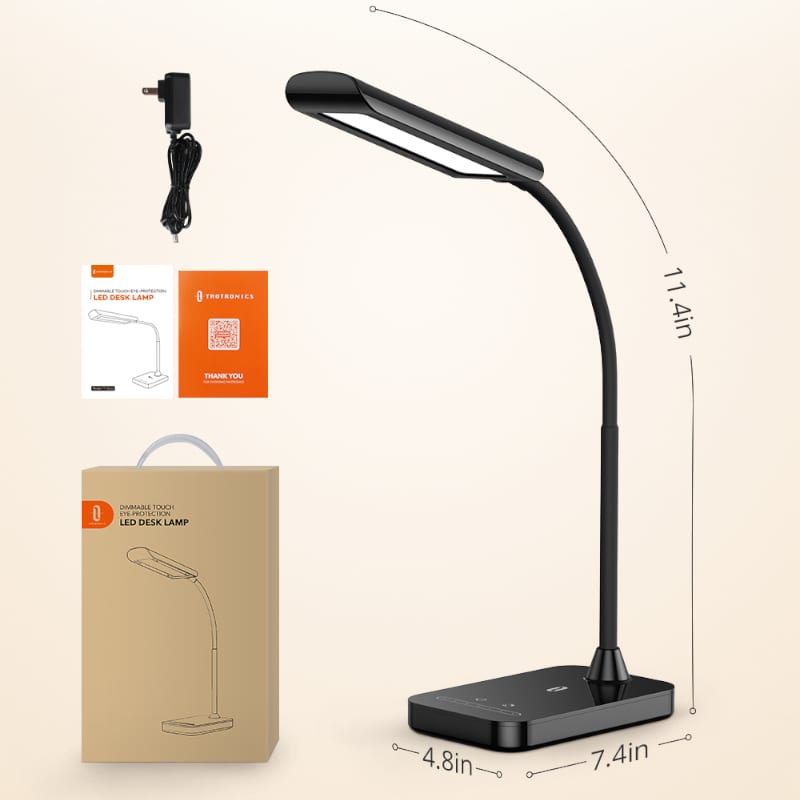 DIMMABLE TOUCH EYE-PROTECTION
LED DESK LAMP
TAOTRONICS
THANK YOU
DIMMABLE TOUCH
EYE-PROTECTION
LED DESK LAMP
11.4in
4.8in
7.4in